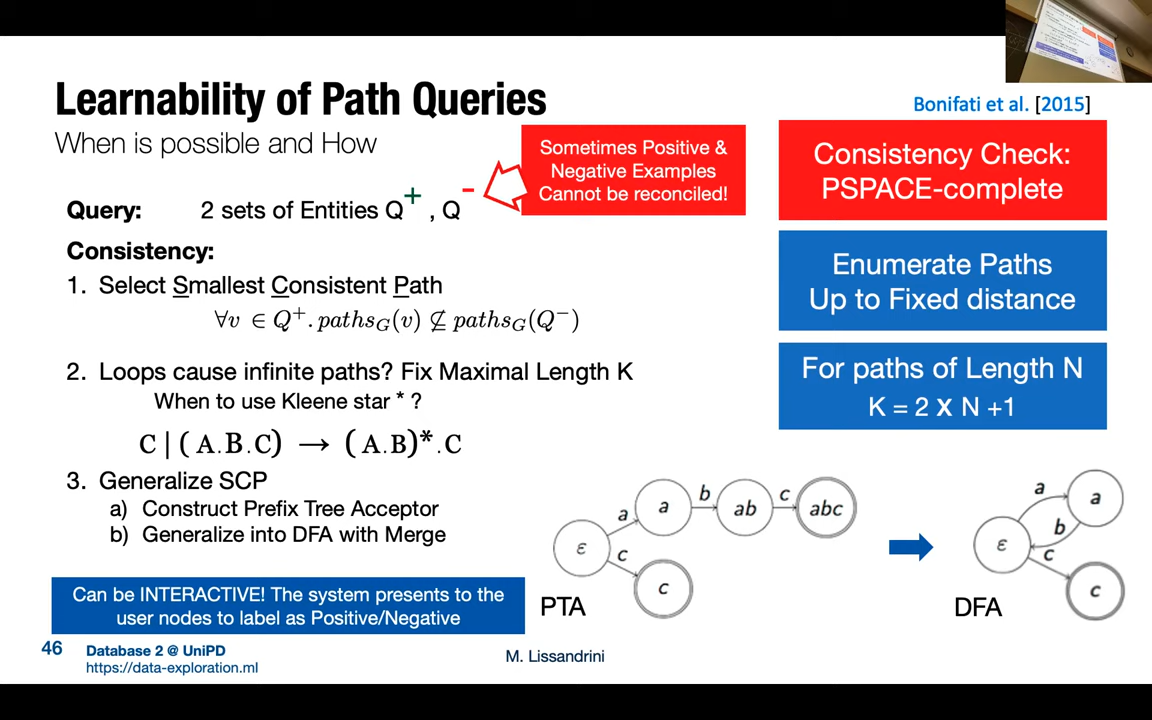 Learnability of Path Queries
When is possible and How
Bonifati et al. [2015]
Sometimes Positive &
Negative Examples
Cannot be reconciled!
Consistency Check:
PSPACE-complete
Query: 2 sets of Entities Q+ , Q-
Consistency:
1. Select Smallest Consistent Path
∀v ∈ Q⁺. paths_G(v) ⊈ paths_G(Q⁻)
Enumerate Paths
Up to Fixed distance
2. Loops cause infinite paths? Fix Maximal Length K
When to use Kleene star * ?
C | ( A.B.C) → ( A.B)*.C
For paths of Length N
K = 2 x N +1
3. Generalize SCP
a) Construct Prefix Tree Acceptor
b) Generalize into DFA with Merge
ε
a
a
b
ab
c
abc
c
c
PTA
ε
a
a
b
c
c
DFA
Can be INTERACTIVE! The system presents to the
user nodes to label as Positive/Negative
46
Database 2 @ UniPD
https://data-exploration.ml
M. Lissandrini